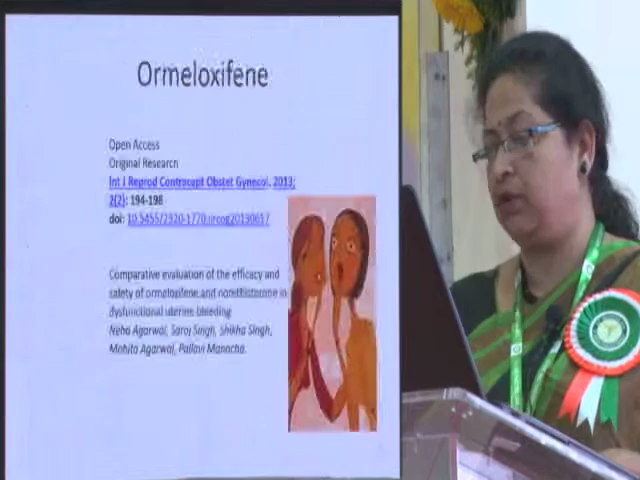 Ormeloxifene
Open Access
Original Research
Int J Reprod Contracept Obstet Gynecol. 2013;
2(2): 194-198
doi: 10.5455/2320-1770.ijrcog20130617
Comparative evaluation of the efficacy and
safety of ormeloxifene and norethisterone in
dysfunctional uterine bleeding
Neha Agarwal, Saroj Singh, Shikha Singh,
Mohita Agarwal, Pallavi Manocha.